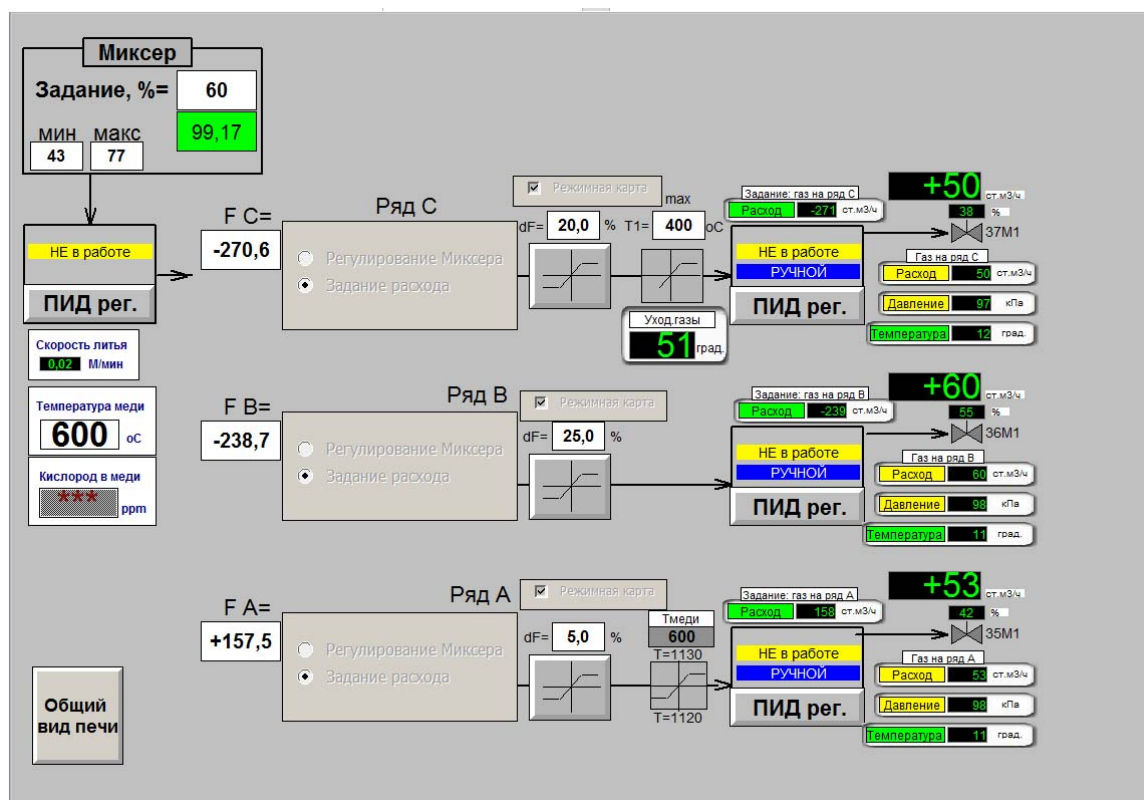 Миксер
Задание, %= 60
99,17
мин макс
43 77
НЕ в работе
ПИД рег.
Скорость литья
0,02 М/мин
Температура меди
600 оС
Кислород в меди
*** ppm
Общий
вид печи
F C=
-270,6
Ряд C
Регулирование Миксера
Задание расхода
Режимная карта
dF= 20,0 %
max
T1= 400 оС
Уход.газы
51 град.
Задание: газ на ряд С
Расход -271 ст.м3/ч
НЕ в работе
РУЧНОЙ
ПИД рег.
+50 ст.м3/ч
38 %
37М1
Газ на ряд С
Расход 50 ст.м3/ч
Давление 97 кПа
Температура 12 град.
F B=
-238,7
Ряд B
Регулирование Миксера
Задание расхода
Режимная карта
dF= 25,0 %
Задание: газ на ряд В
Расход -239 ст.м3/ч
НЕ в работе
РУЧНОЙ
ПИД рег.
+60 ст.м3/ч
55 %
36М1
Газ на ряд В
Расход 60 ст.м3/ч
Давление 98 кПа
Температура 11 град.
F A=
+157,5
Ряд A
Регулирование Миксера
Задание расхода
Режимная карта
dF= 5,0 %
Тмеди
600
T=1130
T=1120
Задание: газ на ряд А
Расход 158 ст.м3/ч
НЕ в работе
РУЧНОЙ
ПИД рег.
+53 ст.м3/ч
42 %
35М1
Газ на ряд А
Расход 53 ст.м3/ч
Давление 98 кПа
Температура 11 град.